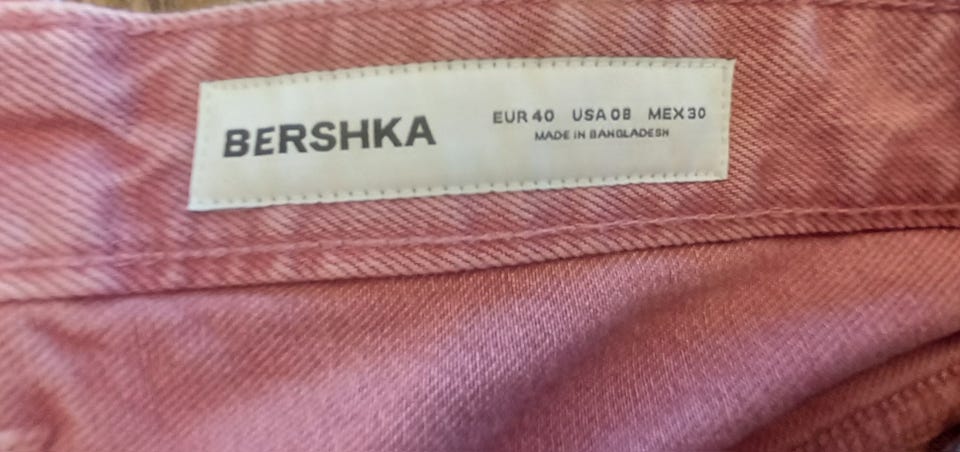 BERSHKA
EUR 40 USA 08 MEX 30
MADE IN BANGLADESH